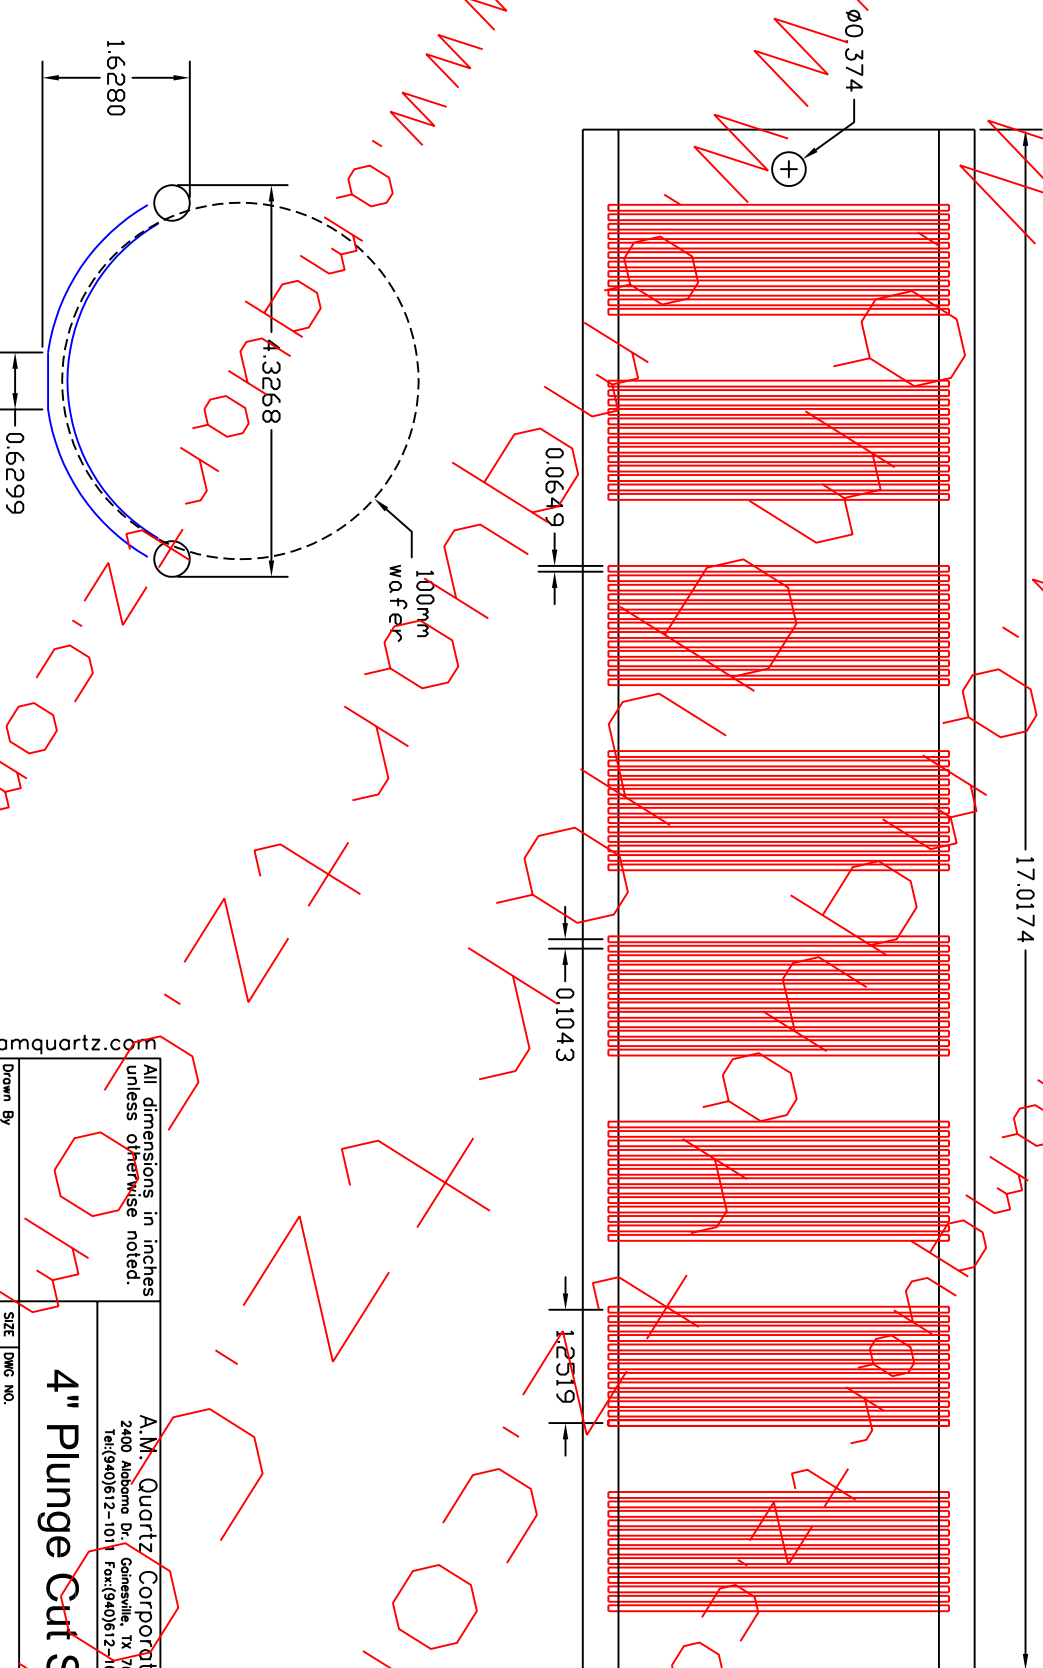 ø0.374
17.0174
1.6280
4.3268
0.6299
100mm
wafer
0.0649
0.1043
1.2519
amquartz.com
All dimensions in inches
unless otherwise noted.
Drawn By
SIZE
DWG NO.
A.M. Quartz
2400 Alabama Dr. Gainesville, TX
Tel:(940)612-1011 Fax:(940)612-
4" Plunge Cut